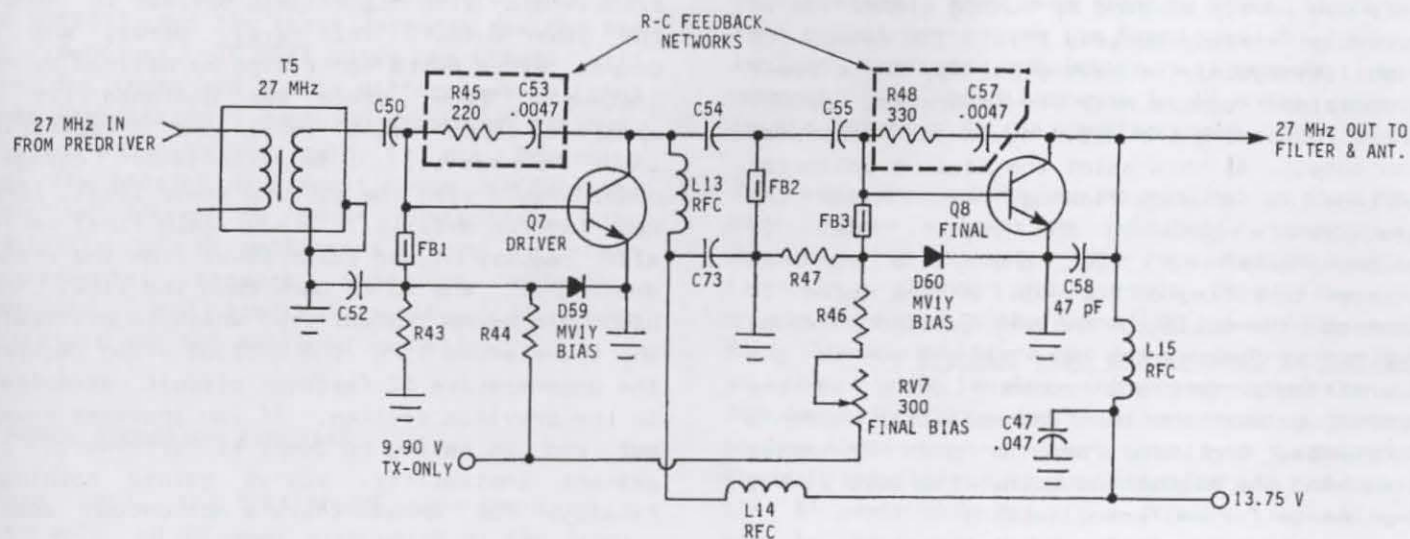 R-C FEEDBACK
NETWORKS
T5
27 MHz
27 MHz IN
FROM PREDRIVER
C50
R45
220
C53
.0047
C54
C55
R48
330
C57
.0047
27 MHz OUT TO
FILTER & ANT.
L13
RFC
FB2
Q7
DRIVER
FB1
FB3
Q8
FINAL
C52
R43
R44
D59
MV1Y
BIAS
C73
R47
D60
MV1Y
BIAS
R46
C58
47 pF
L15
RFC
RV7
300
FINAL BIAS
C47
.047
9.90 V
TX-ONLY
L14
RFC
13.75 V